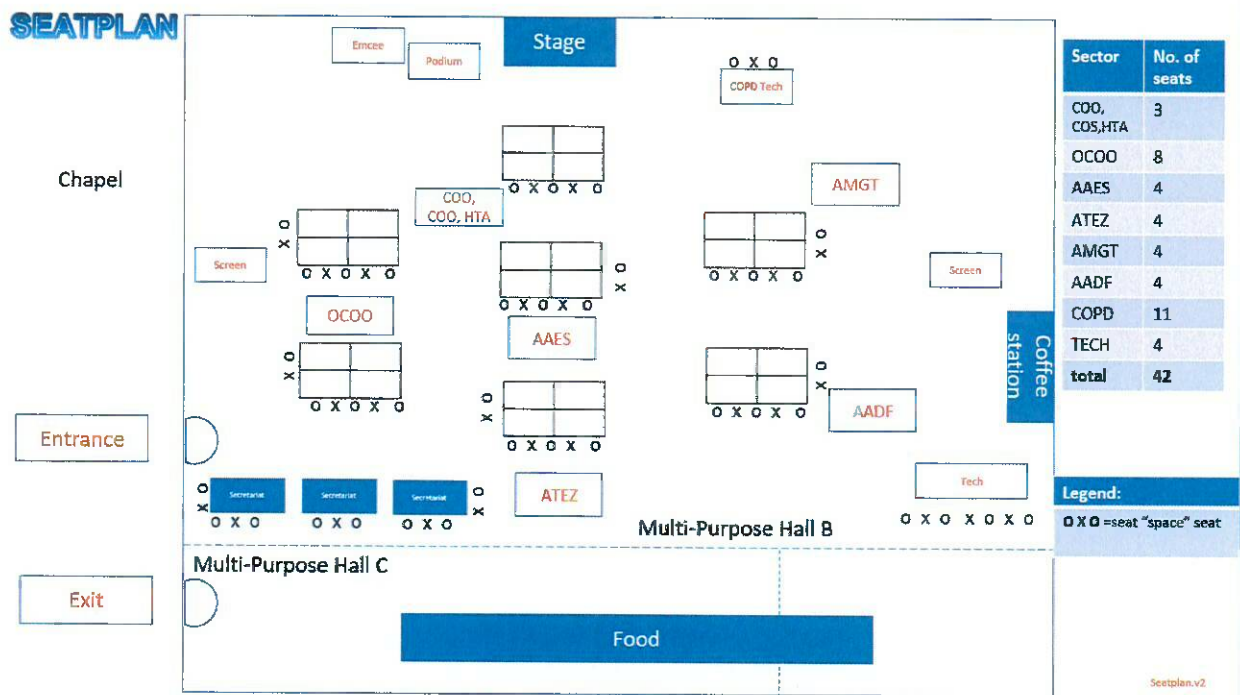 SEATPLAN
Emcee
Podium
Stage
O X O
COPD Tech
Chapel
O X O X O
COO,
COO, HTA
AMGT
X O
O X O X O
X O
O X O X O
Screen
X O
O X O X O
Screen
OCOO
AAES
X O
O X O X O
X O
O X O X O
AADF
Coffee
station
X O
O X O X O
Entrance
ATEZ
X O
Secretariat
O X O
Secretariat
O X O
Secretariat
O X O
X O
Tech
O X O X O X O
Multi-Purpose Hall B
Multi-Purpose Hall C
Exit
Food
Sector No. of
seats
COO,
COS,HTA 3
OCOO 8
AAES 4
ATEZ 4
AMGT 4
AADF 4
COPD 11
TECH 4
total 42
Legend:
O X O =seat "space" seat
Seatplan.v2